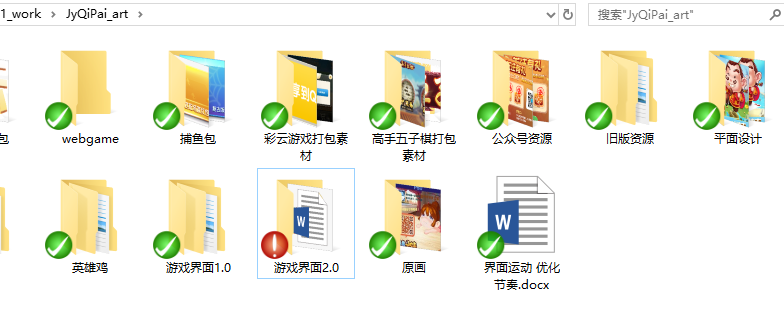 1_work › JyQiPai_art ›
搜索"JyQiPai_art"
包
webgame
捕鱼包
彩云游戏打包素
材
高手五子棋打包
素材
公众号资源
旧版资源
平面设计
英雄鸡
游戏界面1.0
游戏界面2.0
原画
界面运动 优化
节奏.docx